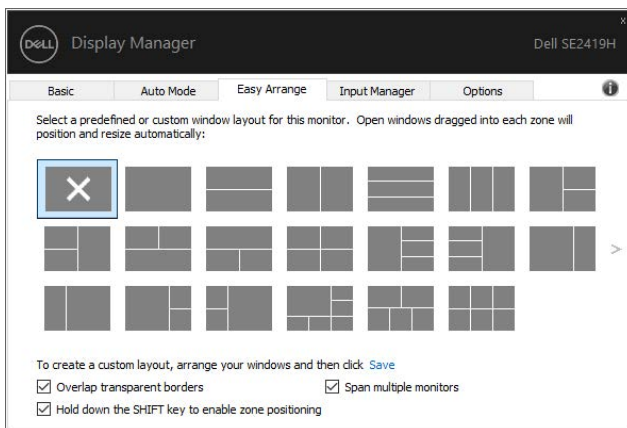 x
DELL Display Manager Dell SE2419H
Basic Auto Mode Easy Arrange Input Manager Options i
Select a predefined or custom window layout for this monitor. Open windows dragged into each zone will
position and resize automatically:
>
To create a custom layout, arrange your windows and then click Save
Overlap transparent borders Span multiple monitors
Hold down the SHIFT key to enable zone positioning